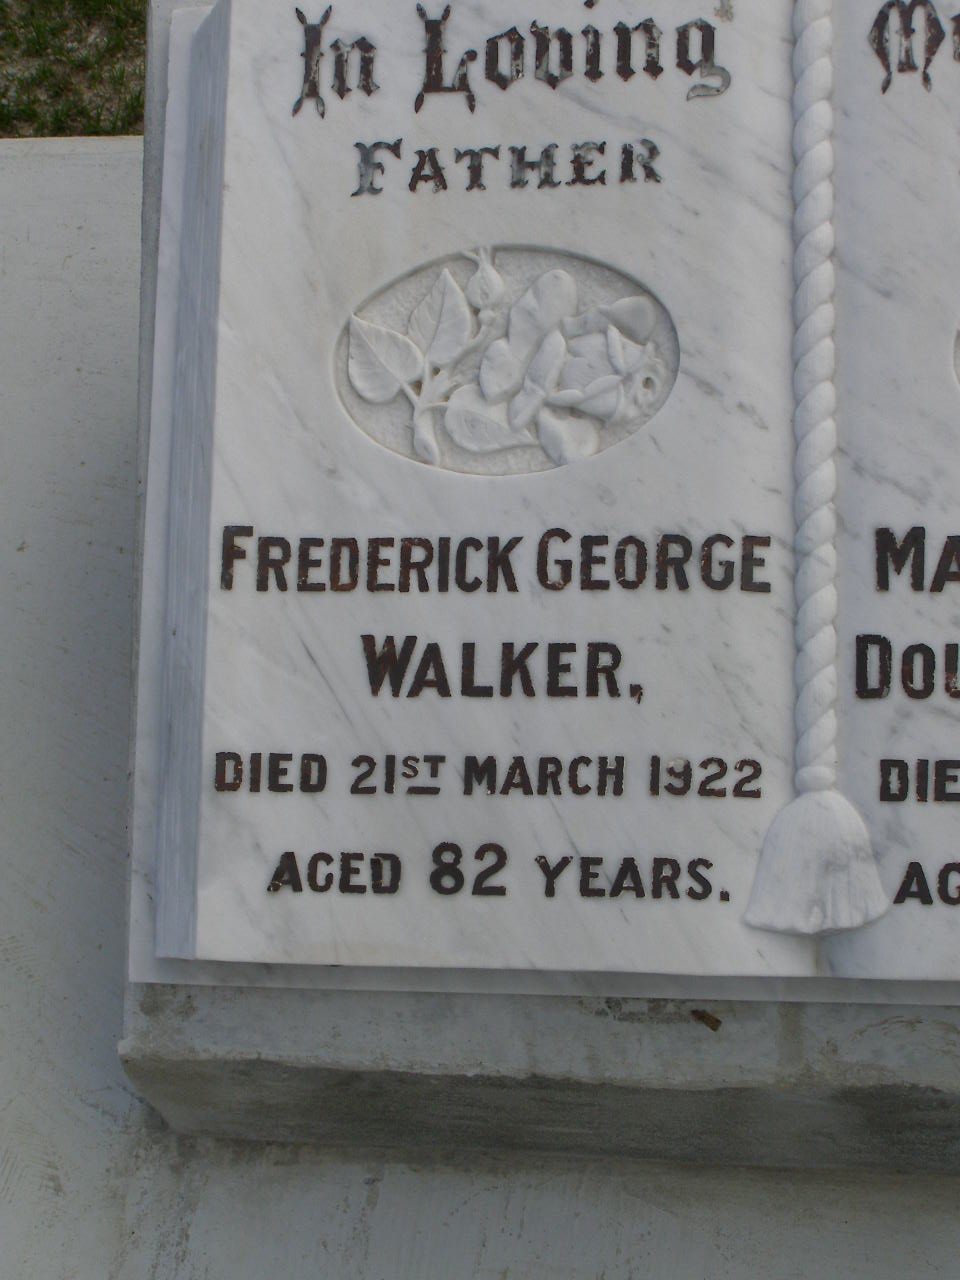 In Loving
FATHER
FREDERICK GEORGE
WALKER,
DIED 21ST MARCH 1922
AGED 82 YEARS.